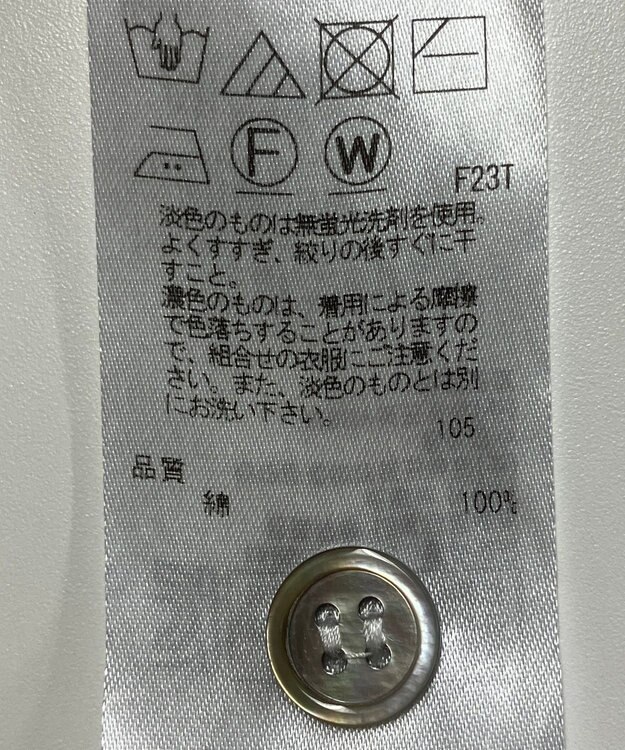 F W F23T
淡色のものは無蛍光洗剤を使用。
よくすすぎ、絞りの後すぐに干
すこと。
濃色のものは、着用による摩擦
で色落ちすることがありますの
で、組合せの衣服にご注意くだ
さい。また、淡色のものとは別
にお洗い下さい。
105
品質
綿 100%